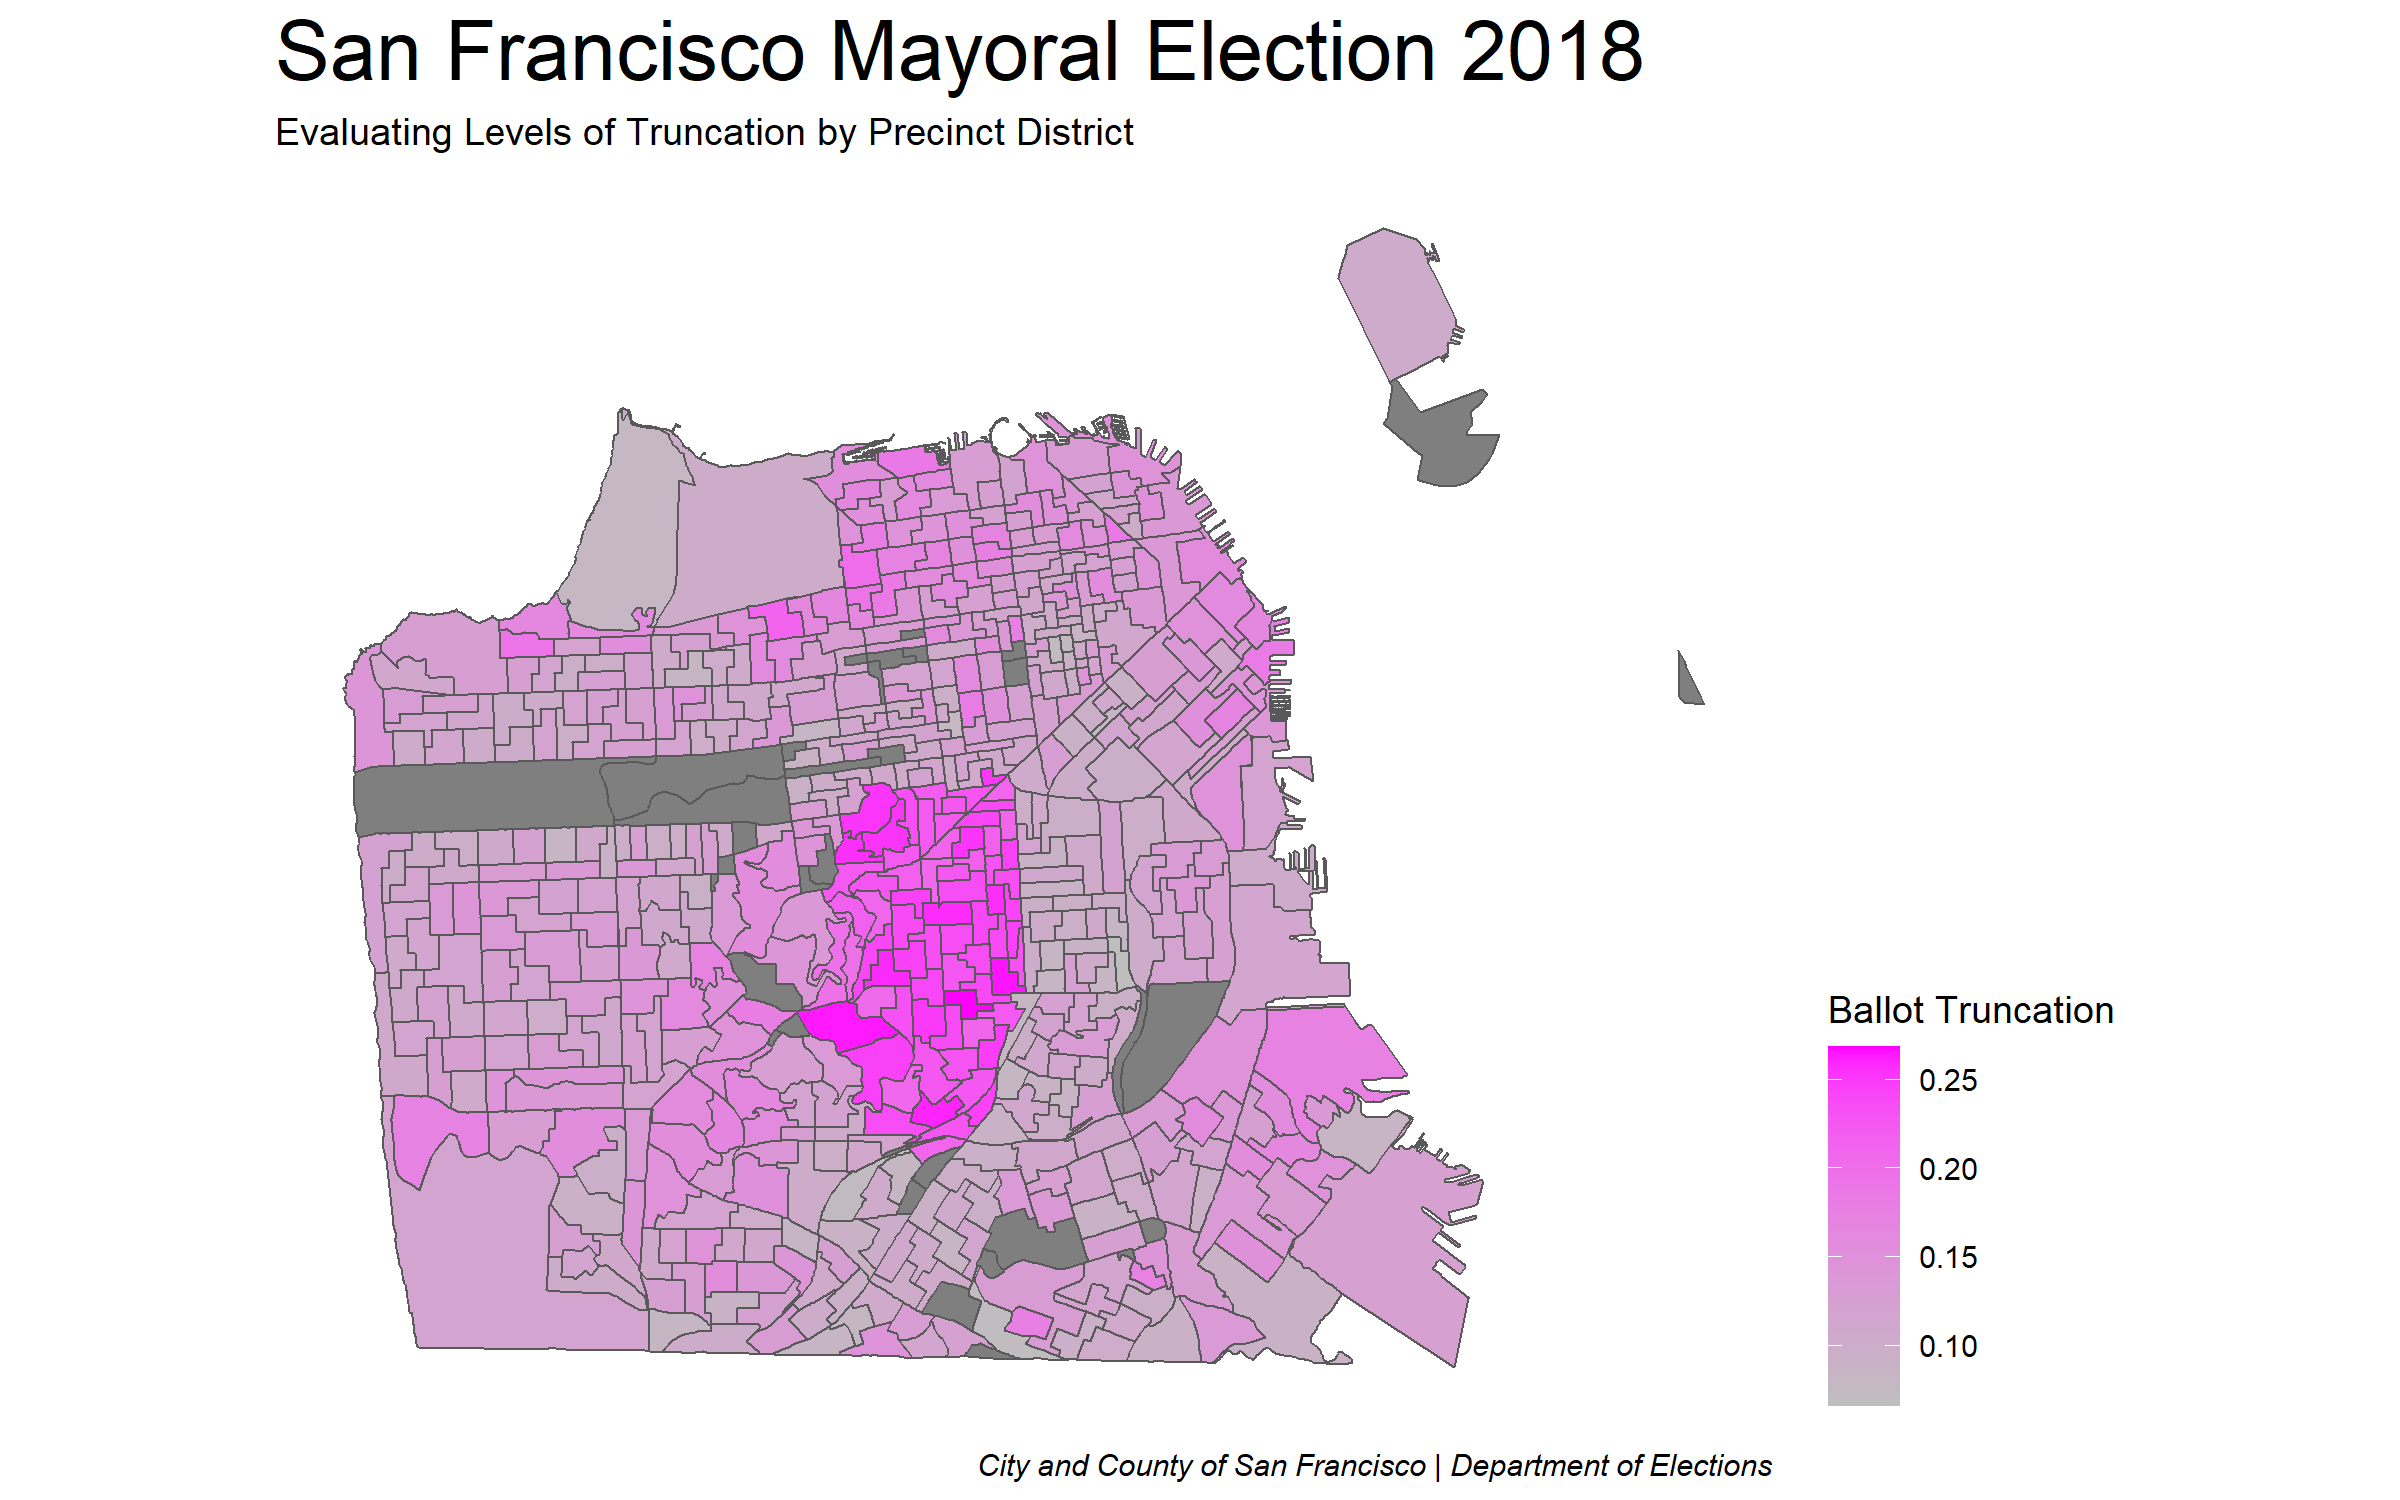 San Francisco Mayoral Election 2018
Evaluating Levels of Truncation by Precinct District
Ballot Truncation
0.25
0.20
0.15
0.10
City and County of San Francisco | Department of Elections